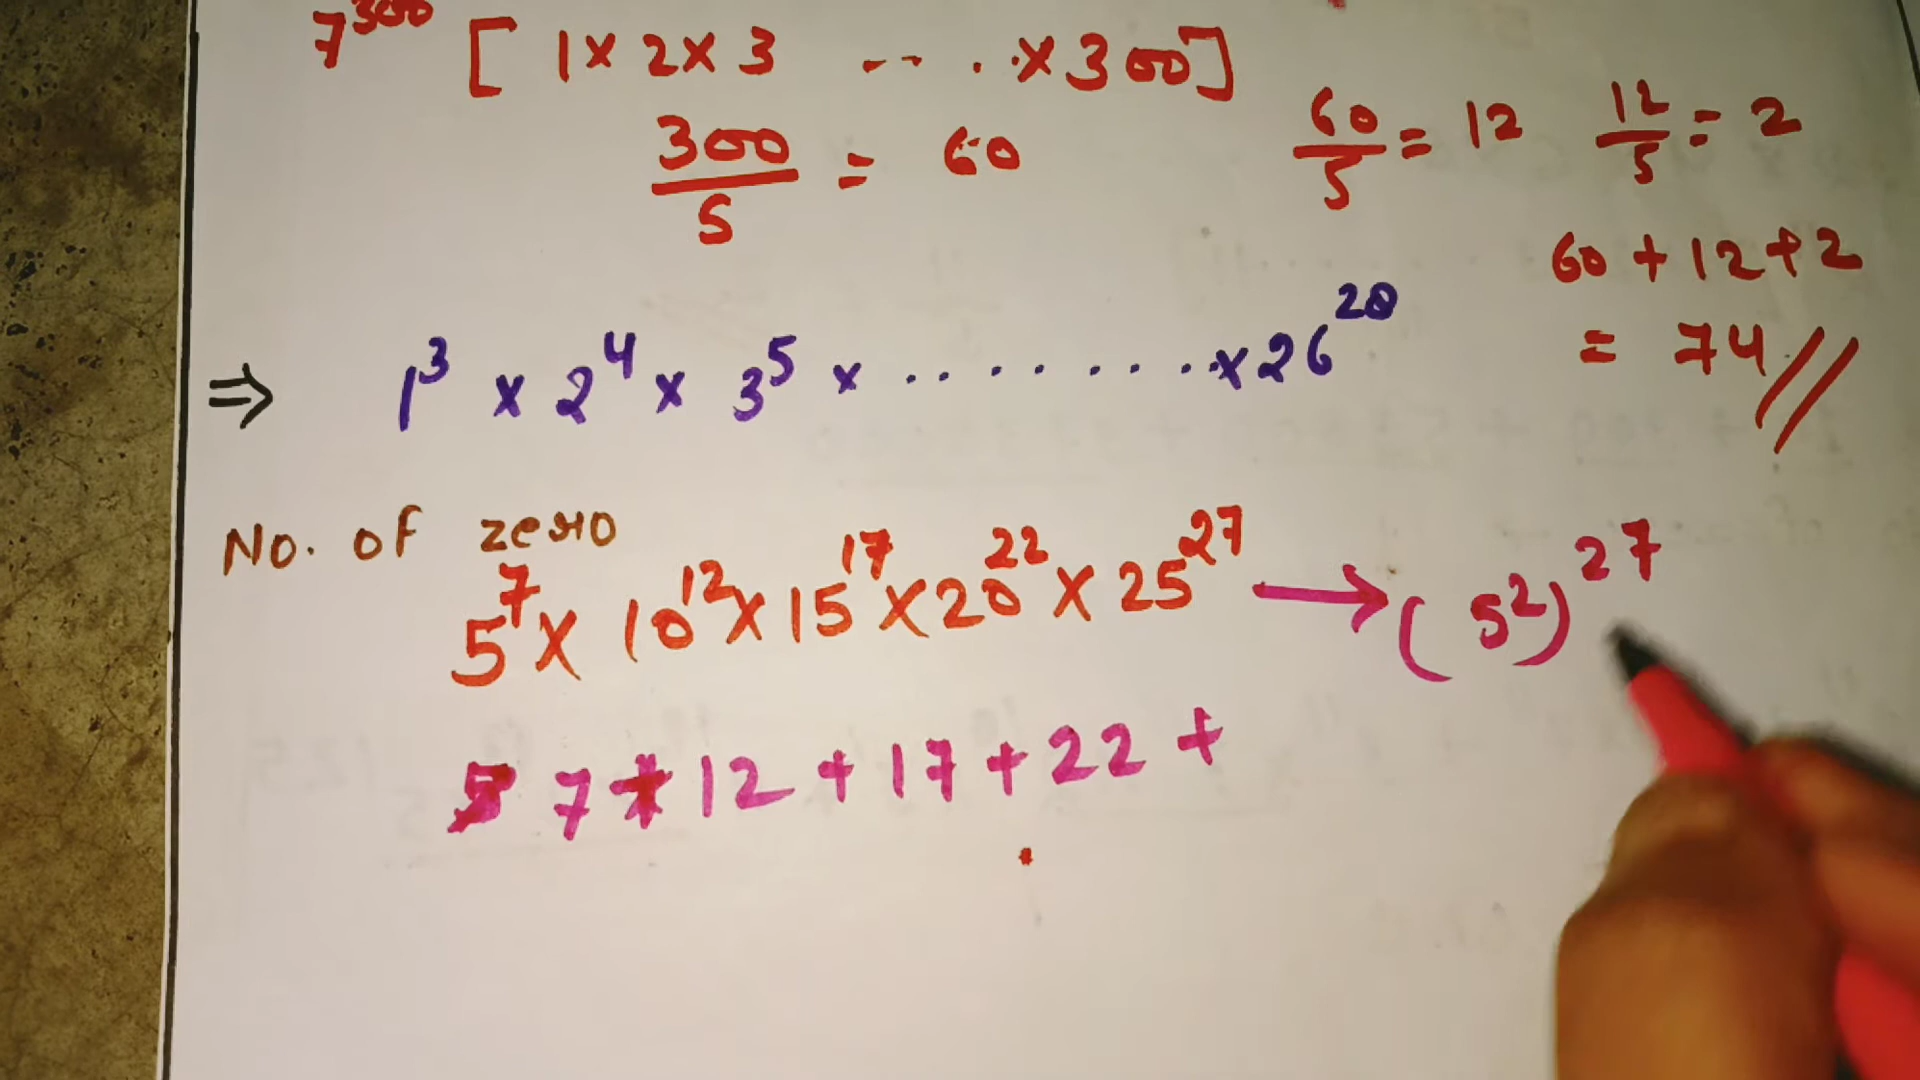 7^300 [ 1 × 2 × 3 -- . .× 300 ]
300/5 = 60
60/5 = 12
12/5 = 2
60 + 12 + 2
= 74 //
⇒ 1^3 × 2^4 × 3^5 × . . . . . . . . . × 26^28
No. of zero
5^7 × 10^12 × 15^17 × 20^22 × 25^27 → (5^2)^27
7 + 12 + 17 + 22 +